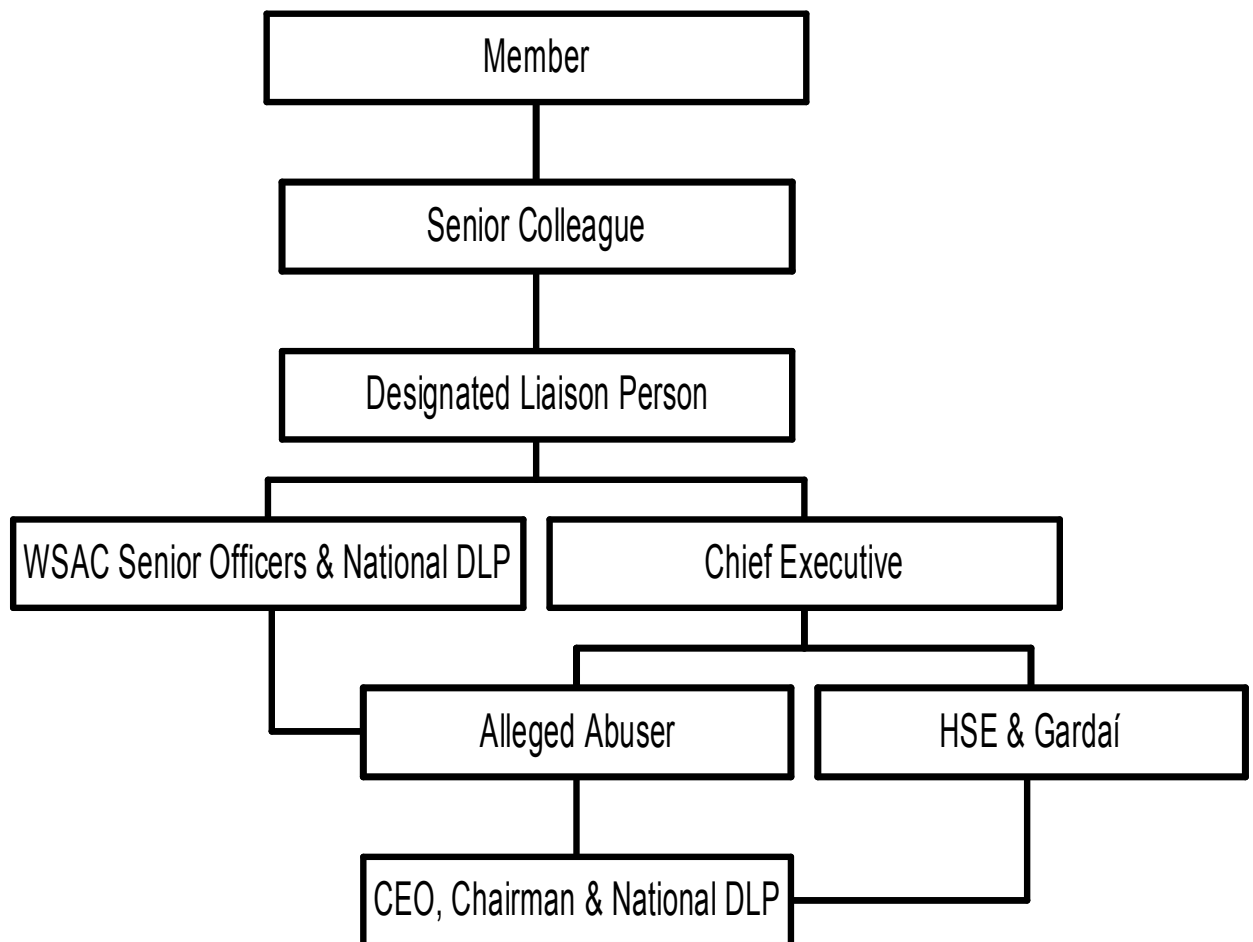 Member
Senior Colleague
Designated Liaison Person
WSAC Senior Officers & National DLP
Chief Executive
Alleged Abuser
HSE & Gardaí
CEO, Chairman & National DLP